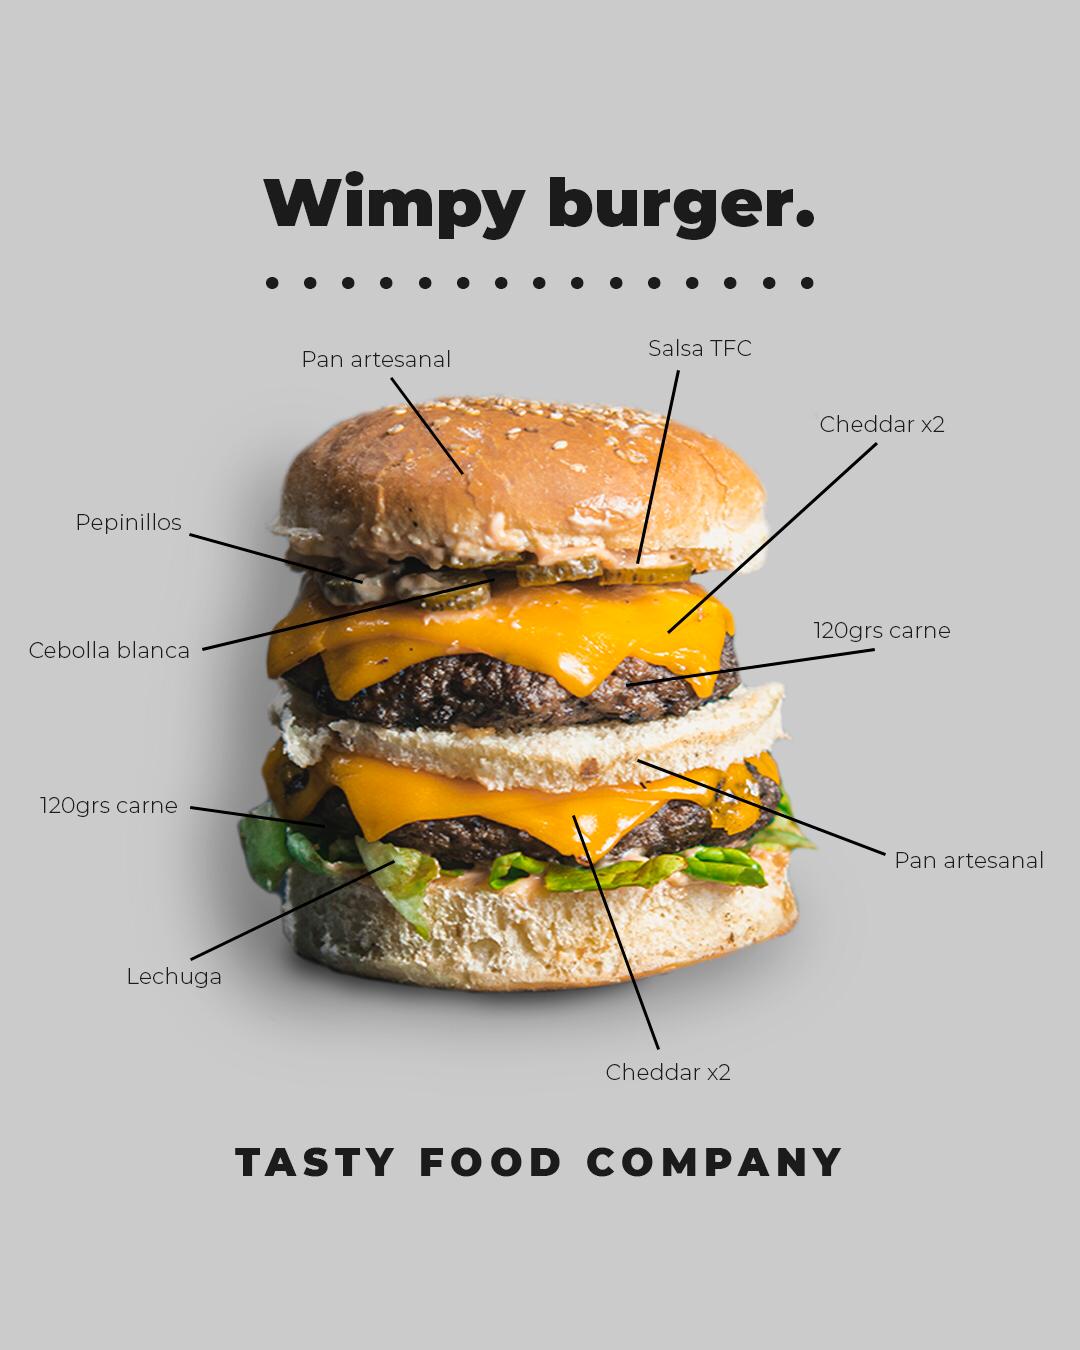 Wimpy burger.
Pan artesanal
Salsa TFC
Cheddar x2
Pepinillos
Cebolla blanca
120grs carne
120grs carne
Pan artesanal
Lechuga
Cheddar x2
TASTY FOOD COMPANY